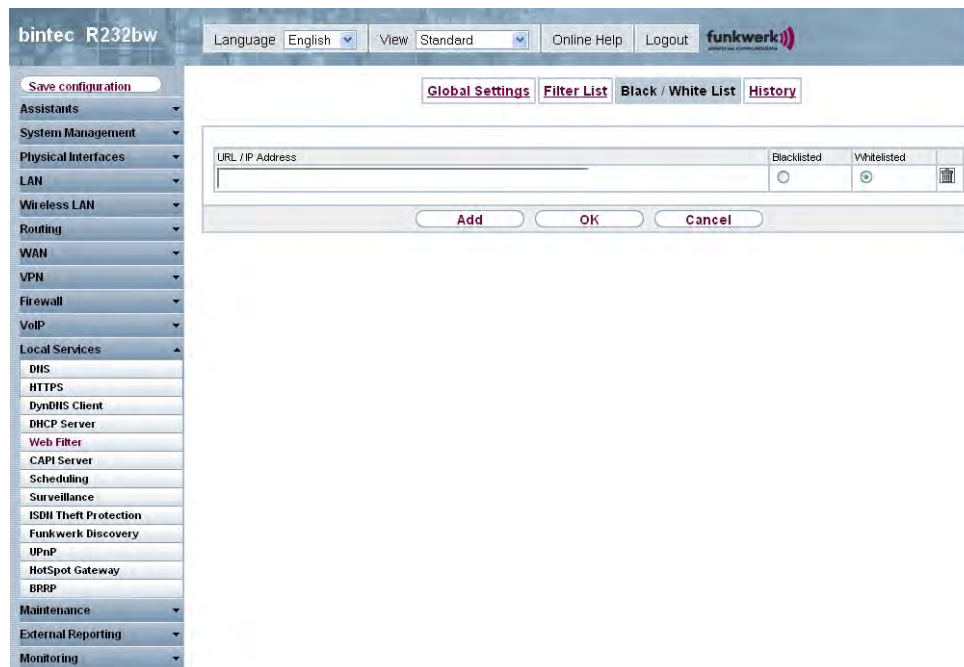 bintec R232bw
Language English View Standard Online Help Logout funkwerk
Save configuration
Global Settings Filter List Black / White List History
Assistants
System Management
Physical Interfaces
LAN
Wireless LAN
Routing
WAN
VPN
Firewall
VoIP
Local Services
DNS
HTTPS
DynDNS Client
DHCP Server
Web Filter
CAPI Server
Scheduling
Surveillance
ISDN Theft Protection
Funkwerk Discovery
UPnP
HotSpot Gateway
BRRP
Maintenance
External Reporting
Monitoring
URL / IP Address Blacklisted Whitelisted
Add OK Cancel